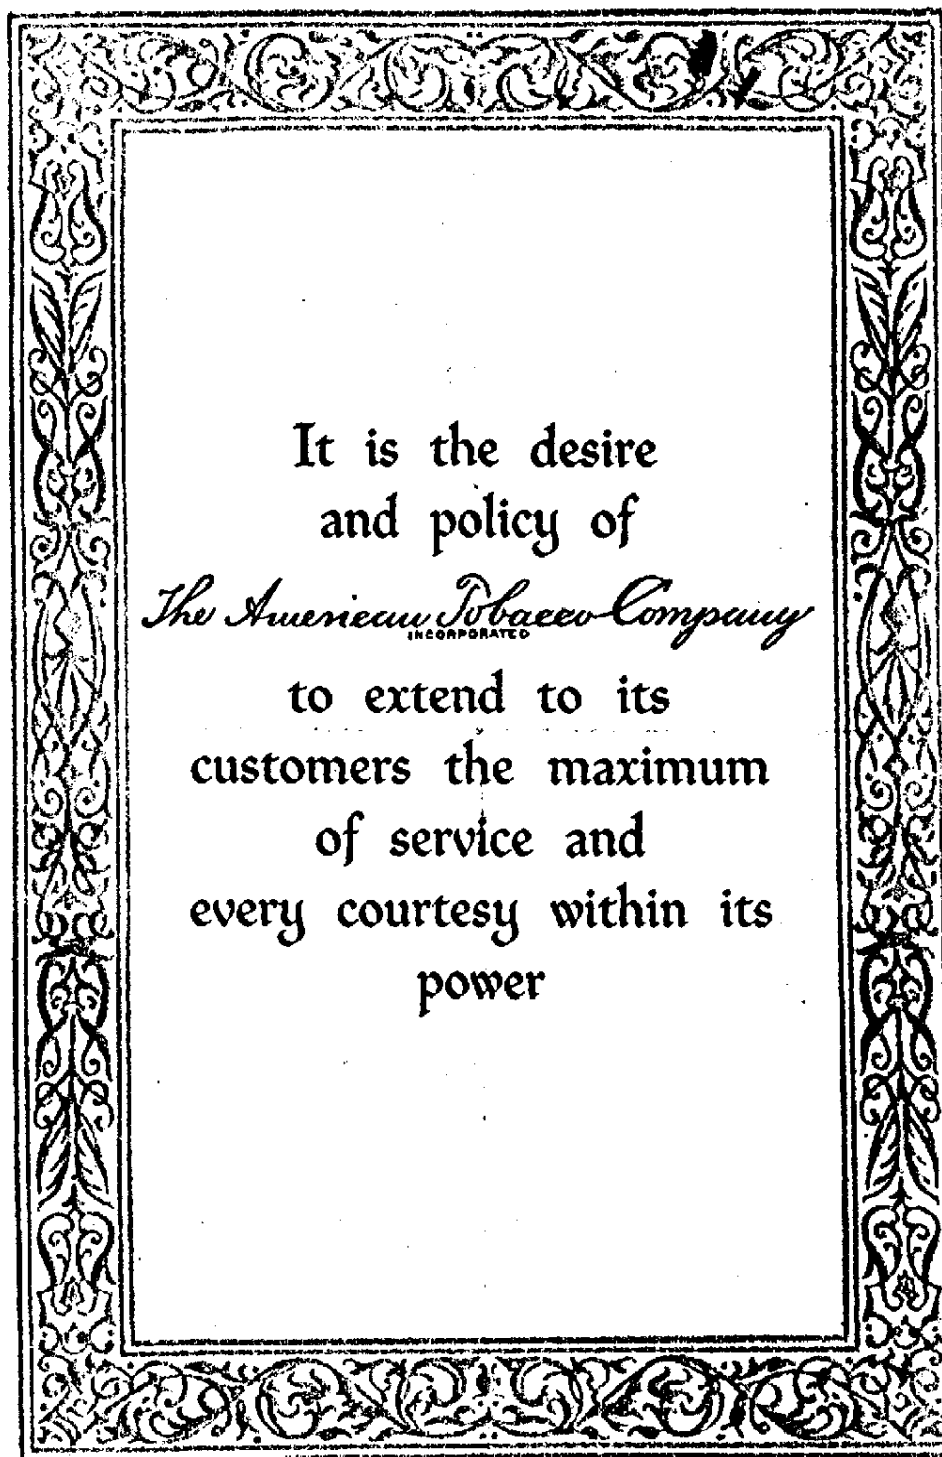 It is the desire
and policy of
The American Tobacco Company
INCORPORATED
to extend to its
customers the maximum
of service and
every courtesy within its
power